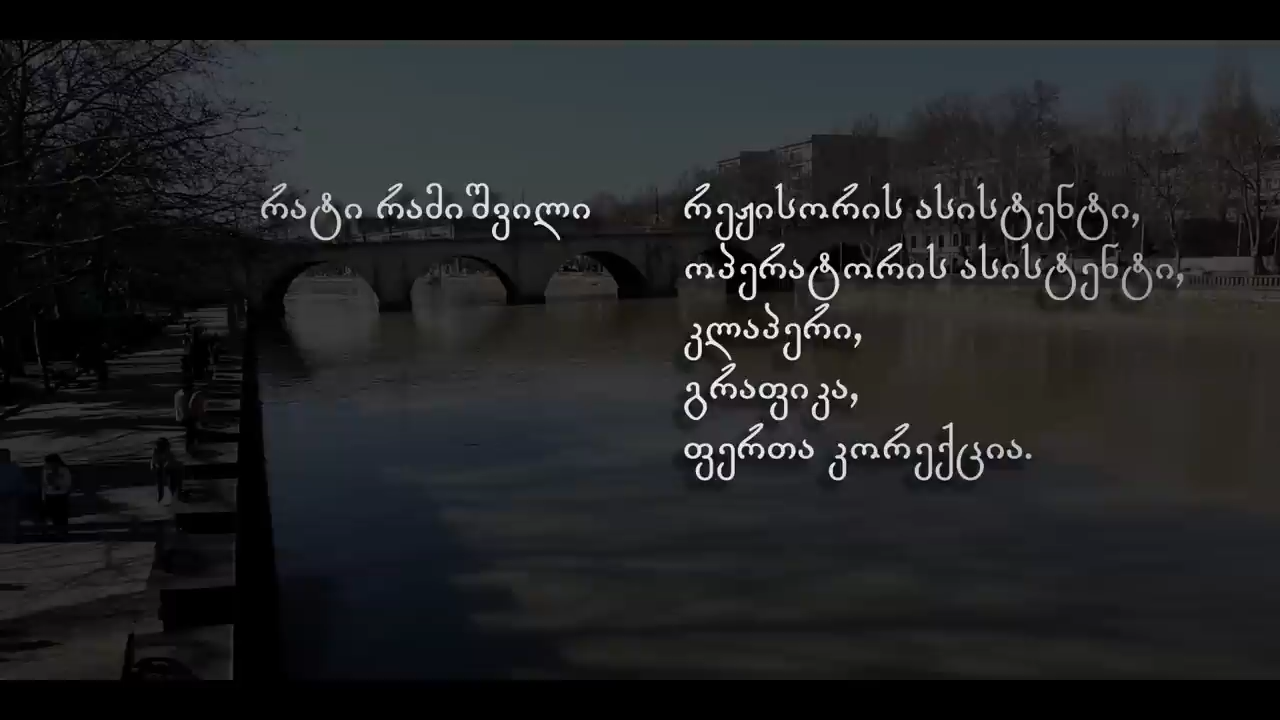 რატი რამიშვილი
რეჟისორის ასისტენტი,
ოპერატორის ასისტენტი,
კლაპერი,
გრაფიკა,
ფერთა კორექცია.